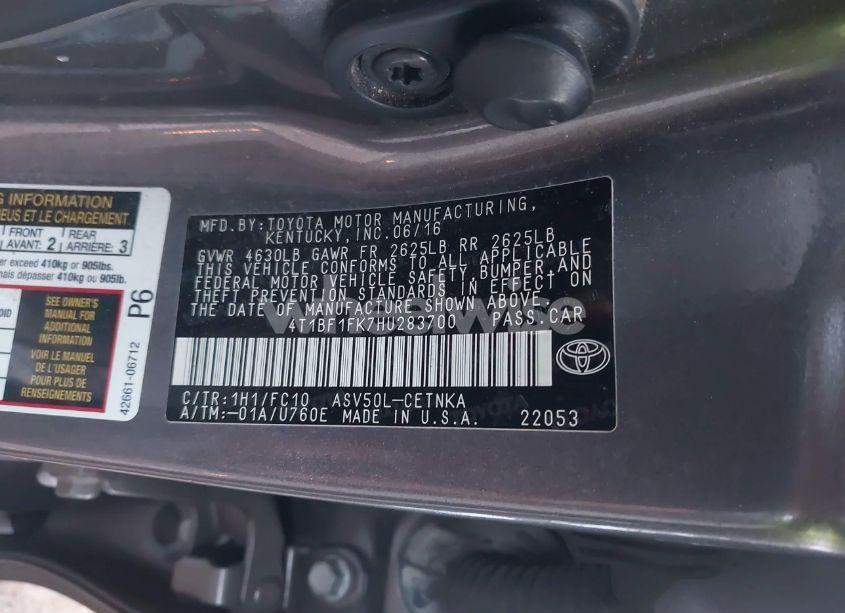 G INFORMATION
EUS ET LE CHARGEMENT
FRONT REAR
AVANT: 2 ARRIÈRE: 3
er exceed 410kg or 905lbs.
mais dépasser 410kg ou 905lb.
SEE OWNER'S
MANUAL FOR
ADDITIONAL
INFORMATION
VOIR LE MANUEL
DE L'USAGER
POUR PLUS DE
RENSEIGNEMENTS
42661-06712 P6
MFD.BY:TOYOTA MOTOR MANUFACTURING,
KENTUCKY,INC.06/16
GVWR 4630LB GAWR FR 2625LB RR 2625LB
THIS VEHICLE CONFORMS TO ALL APPLICABLE
FEDERAL MOTOR VEHICLE SAFETY,BUMPER,AND
THEFT PREVENTION STANDARDS IN EFFECT ON
THE DATE OF MANUFACTURE SHOWN ABOVE.
4T1BF1FK7HU283700 PASS.CAR
C/TR:1H1/FC10 ASV50L-CETNKA
A/TM:-01A/U760E MADE IN U.S.A. 22053